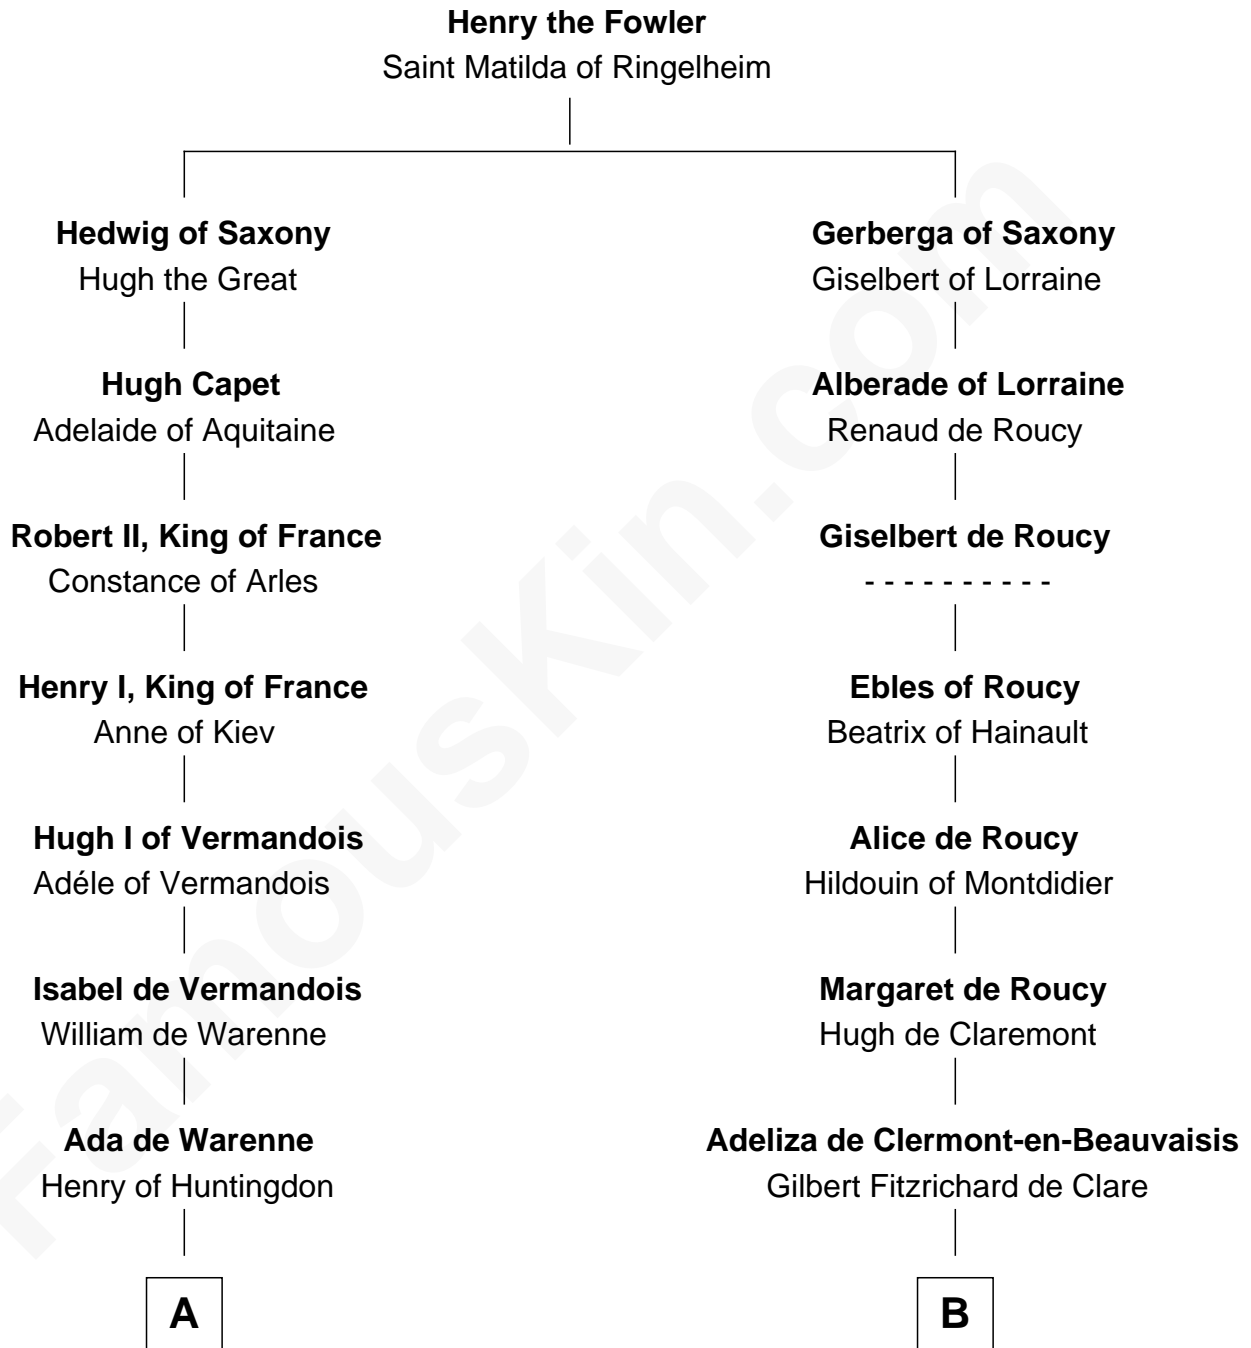 Henry the Fowler
Saint Matilda of Ringelheim
Hedwig of Saxony
Hugh the Great
Gerberga of Saxony
Giselbert of Lorraine
Hugh Capet
Adelaide of Aquitaine
Alberade of Lorraine
Renaud de Roucy
Robert II, King of France
Constance of Arles
Giselbert de Roucy
- - - - - - - - - -
Henry I, King of France
Anne of Kiev
Ebles of Roucy
Beatrix of Hainault
Hugh I of Vermandois
Adéle of Vermandois
Alice de Roucy
Hildouin of Montdidier
Isabel de Vermandois
William de Warenne
Margaret de Roucy
Hugh de Claremont
Ada de Warenne
Henry of Huntingdon
Adeliza de Clermont-en-Beauvaisis
Gilbert Fitzrichard de Clare
A
B
FamousKin.com